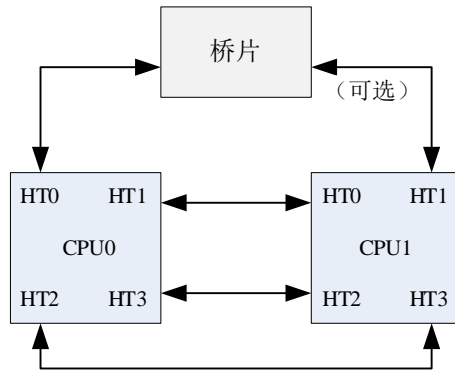 桥片
（可选）
HT0 HT1 HT0 HT1
CPU0 CPU1
HT2 HT3 HT2 HT3